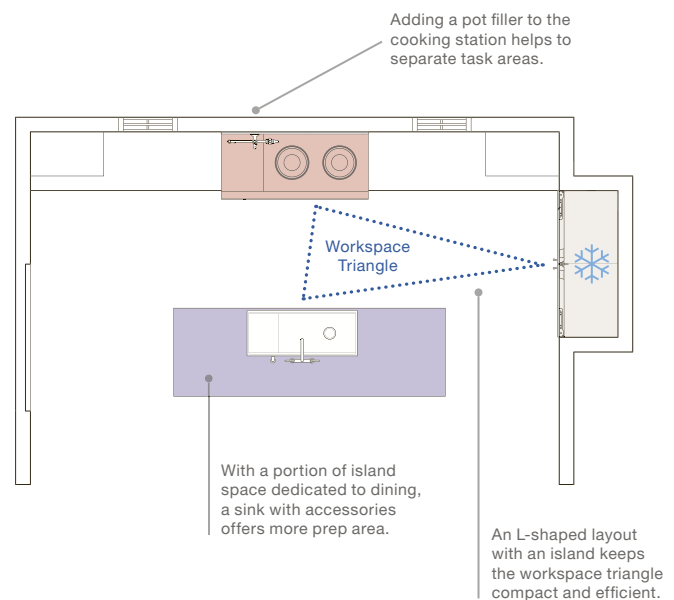 Adding a pot filler to the
cooking station helps to
separate task areas.
Workspace
Triangle
With a portion of island
space dedicated to dining,
a sink with accessories
offers more prep area.
An L-shaped layout
with an island keeps
the workspace triangle
compact and efficient.